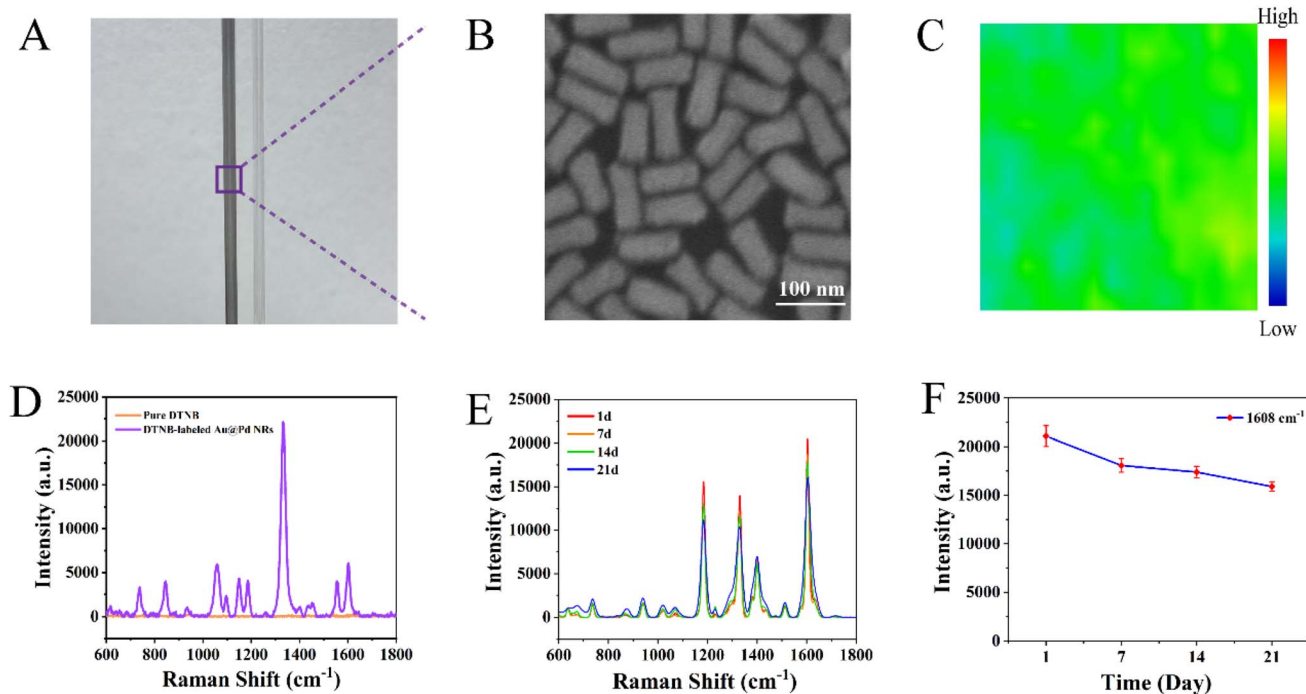 A
B
C
High
Low
100 nm
D
25000
20000
15000
10000
5000
0
600 800 1000 1200 1400 1600 1800
Intensity (a.u.)
Raman Shift (cm⁻¹)
Pure DTNB
DTNB-labeled Au@Pd NRs
E
25000
20000
15000
10000
5000
0
600 800 1000 1200 1400 1600 1800
Intensity (a.u.)
Raman Shift (cm⁻¹)
1d
7d
14d
21d
F
25000
20000
15000
10000
5000
0
1 7 14 21
Intensity (a.u.)
Time (Day)
1608 cm⁻¹